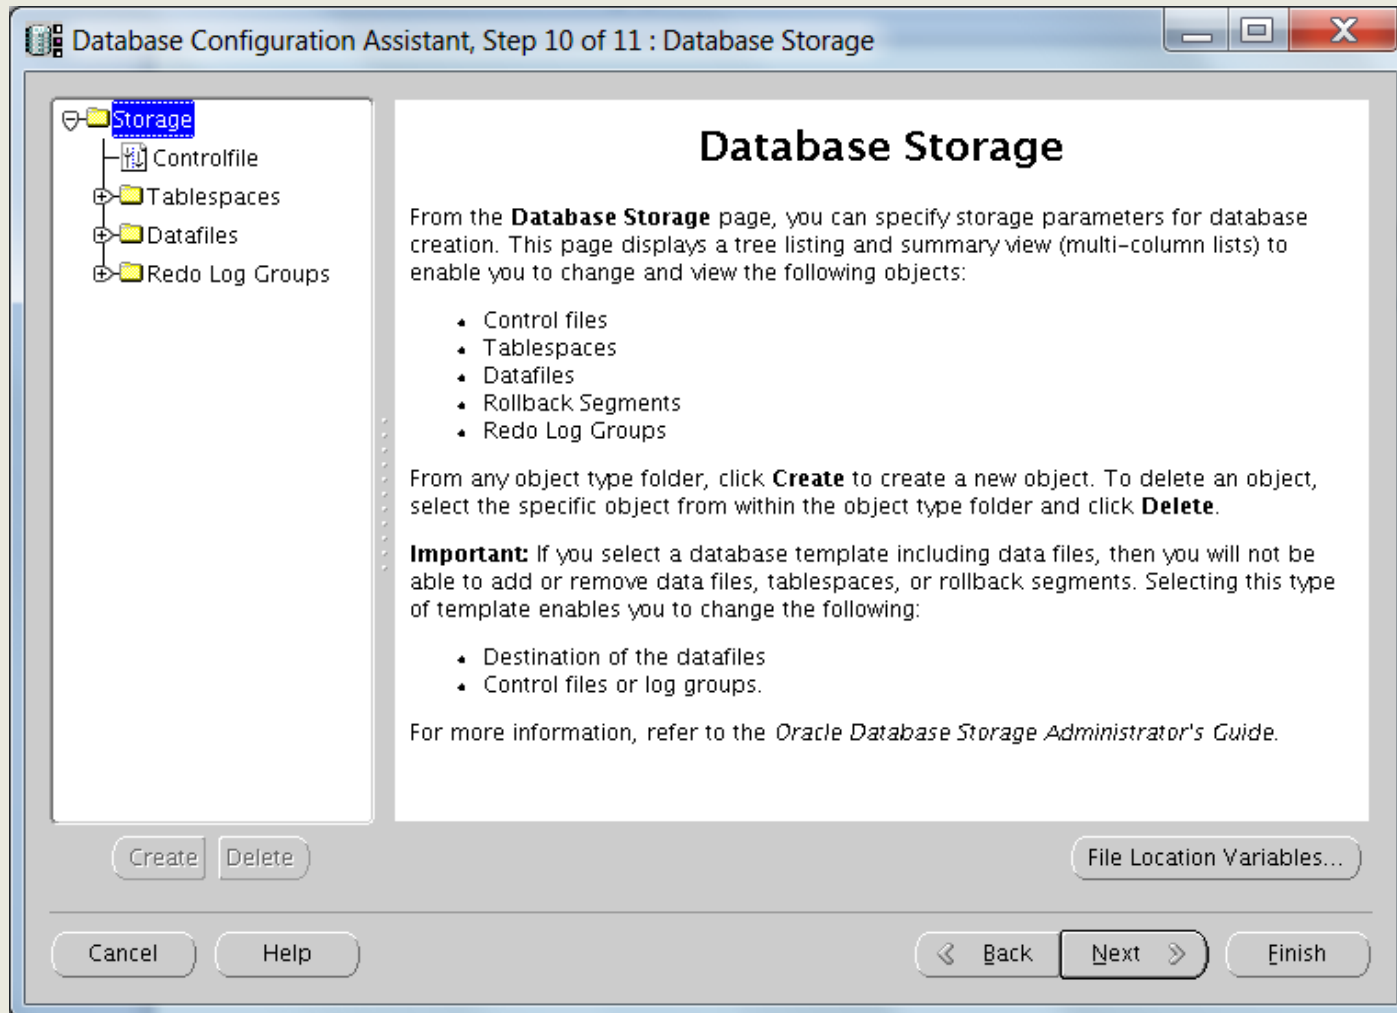 Database Configuration Assistant, Step 10 of 11 : Database Storage
Storage
Controlfile
Tablespaces
Datafiles
Redo Log Groups
Database Storage
From the Database Storage page, you can specify storage parameters for database
creation. This page displays a tree listing and summary view (multi-column lists) to
enable you to change and view the following objects:
Control files
Tablespaces
Datafiles
Rollback Segments
Redo Log Groups
From any object type folder, click Create to create a new object. To delete an object,
select the specific object from within the object type folder and click Delete.
Important: If you select a database template including data files, then you will not be
able to add or remove data files, tablespaces, or rollback segments. Selecting this type
of template enables you to change the following:
Destination of the datafiles
Control files or log groups.
For more information, refer to the Oracle Database Storage Administrator's Guide.
Create Delete File Location Variables...
Cancel Help Back Next Finish